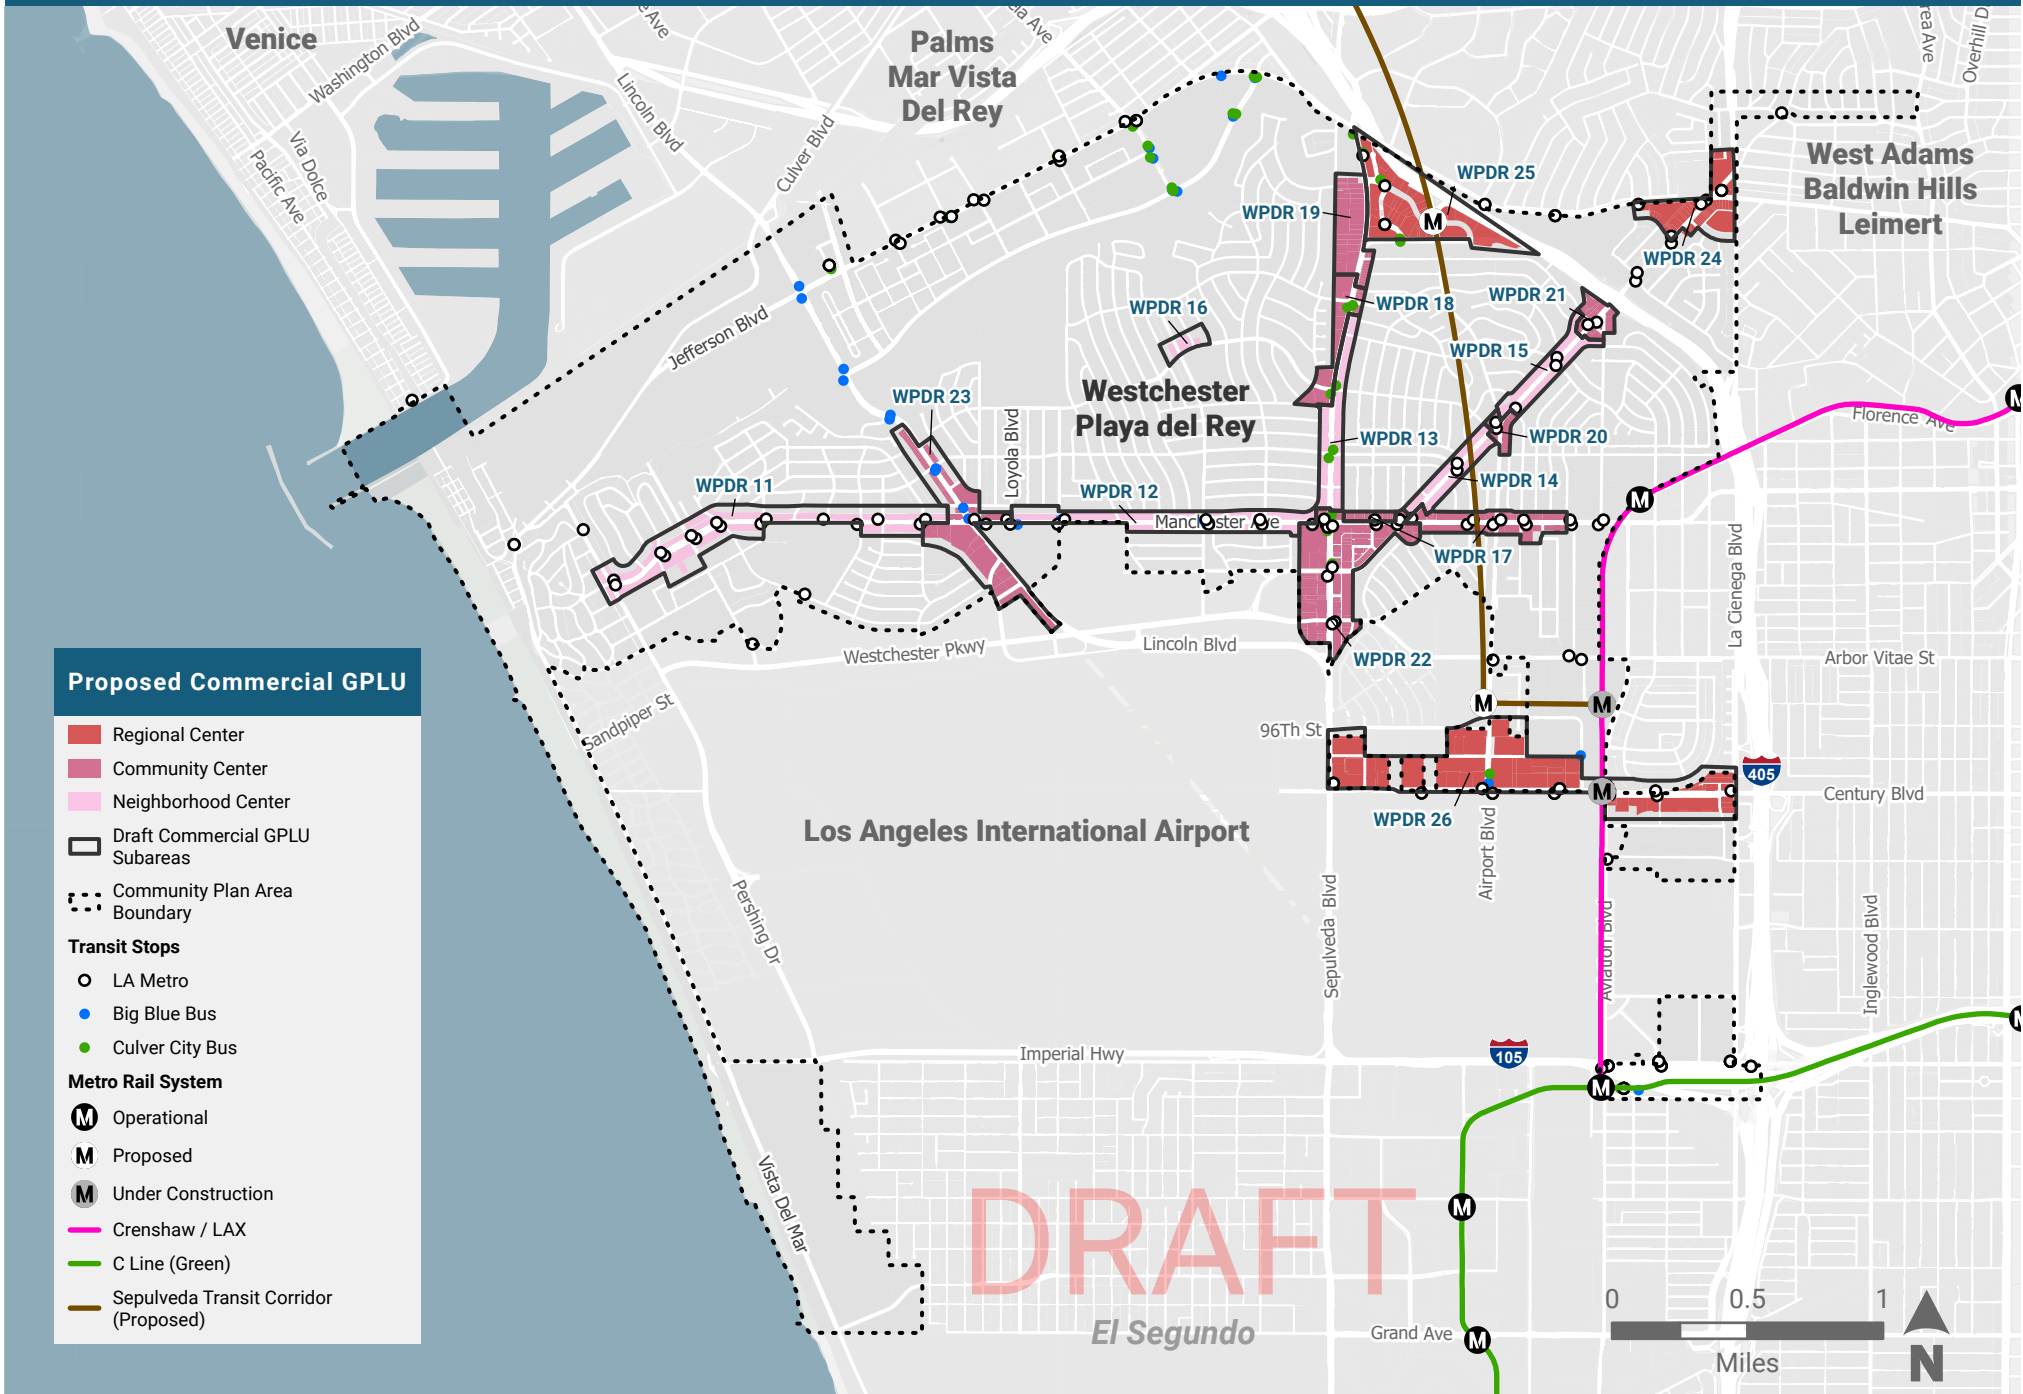 Venice
Washington Blvd
Via Dolce
Pacific Ave
Lincoln Blvd
Culver Blvd
Palms
Mar Vista
Del Rey
Overhill D
West Adams
Baldwin Hills
Leimert
WPDR 25
WPDR 19
WPDR 24
WPDR 18
WPDR 21
WPDR 16
WPDR 15
Jefferson Blvd
WPDR 23
Westchester
Playa del Rey
Loyola Blvd
WPDR 13
WPDR 20
Florence Ave
WPDR 11
WPDR 12
WPDR 14
Manchester Ave
WPDR 17
La Cienega Blvd
Westchester Pkwy
Lincoln Blvd
WPDR 22
Arbor Vitae St
Sandpiper St
96Th St
405
Century Blvd
WPDR 26
Los Angeles International Airport
Airport Blvd
Pershing Dr
Sepulveda Blvd
Aviation Blvd
Inglewood Blvd
Imperial Hwy
105
Vista Del Mar
DRAFT
El Segundo
Grand Ave
0 0.5 1
Miles
N
M
M
M
M
M
M
M
M
M
Proposed Commercial GPLU
Regional Center
Community Center
Neighborhood Center
Draft Commercial GPLU
Subareas
Community Plan Area
Boundary
Transit Stops
LA Metro
Big Blue Bus
Culver City Bus
Metro Rail System
M Operational
M Proposed
M Under Construction
Crenshaw / LAX
C Line (Green)
Sepulveda Transit Corridor
(Proposed)